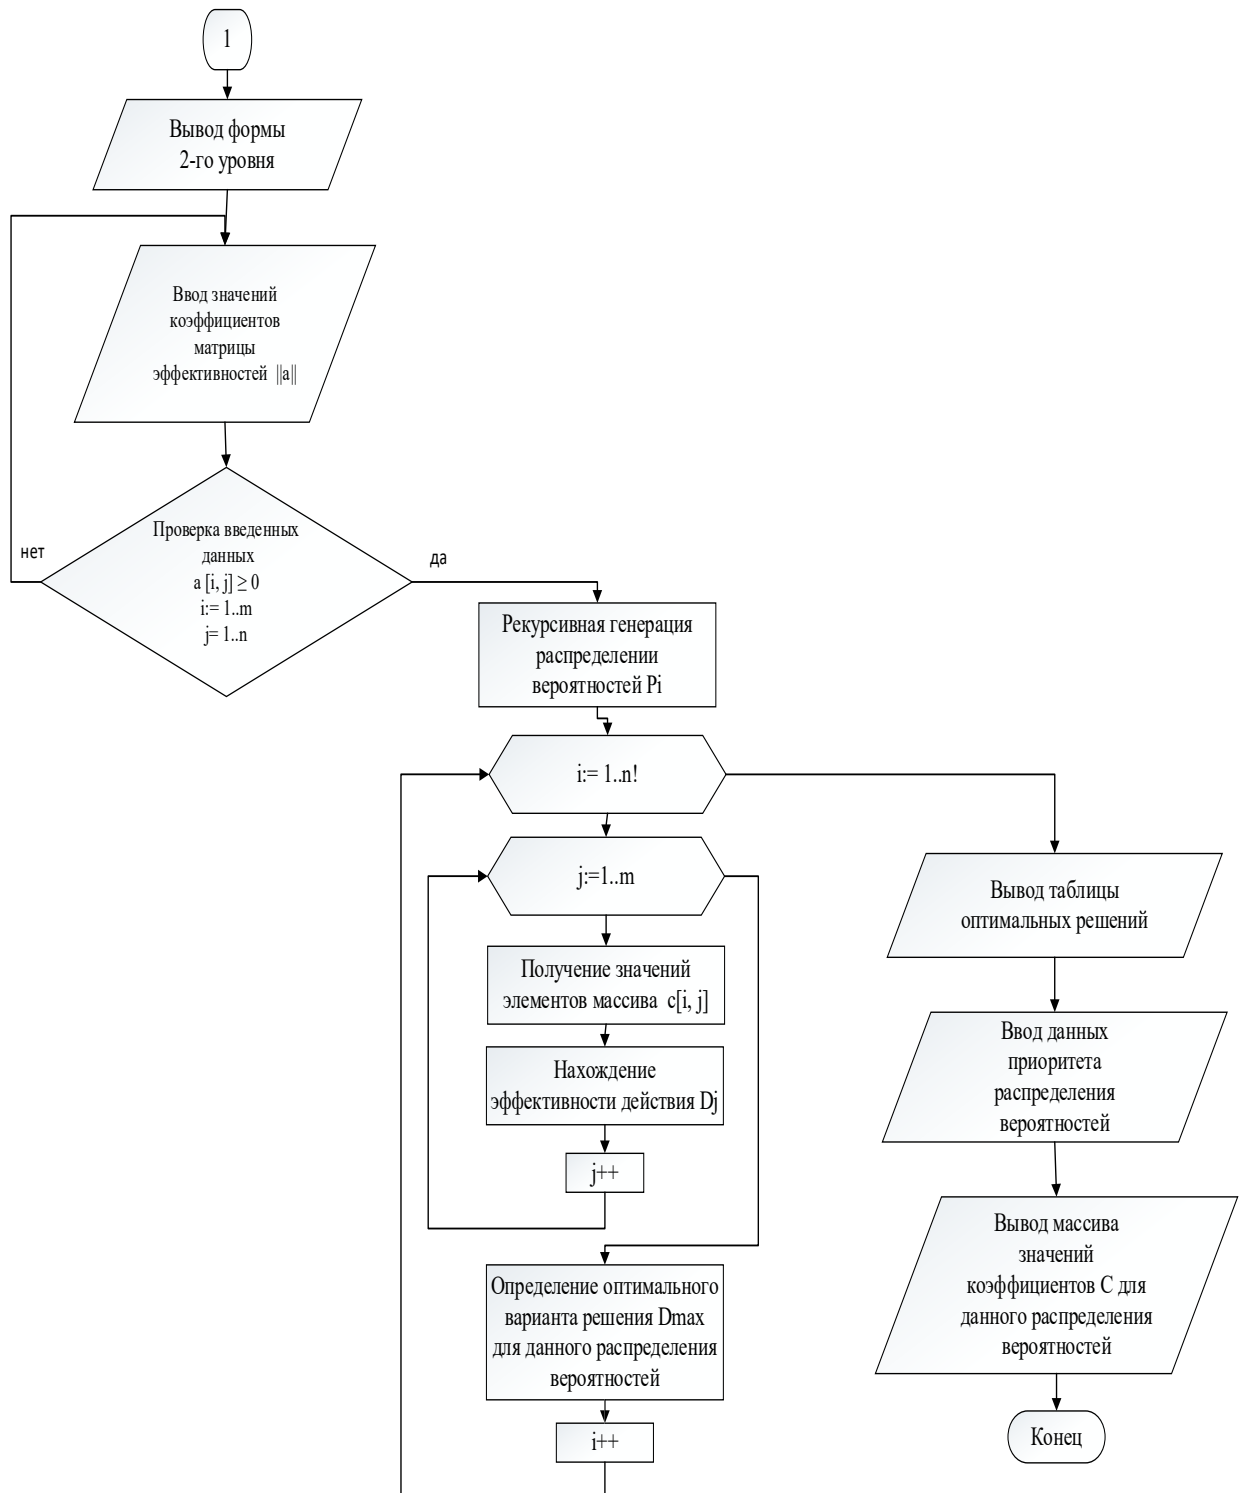 1
Вывод формы
2-го уровня
Ввод значений
коэффициентов
матрицы
эффективностей ||a||
Проверка введенных
данных
a [i, j] ≥ 0
i:= 1..m
j= 1..n
нет
да
Рекурсивная генерация
распределении
вероятностей Pi
i:= 1..n!
j:=1..m
Получение значений
элементов массива c[i, j]
Нахождение
эффективности действия Dj
j++
Определение оптимального
варианта решения Dmax
для данного распределения
вероятностей
i++
Вывод таблицы
оптимальных решений
Ввод данных
приоритета
распределения
вероятностей
Вывод массива
значений
коэффициентов C для
данного распределения
вероятностей
Конец